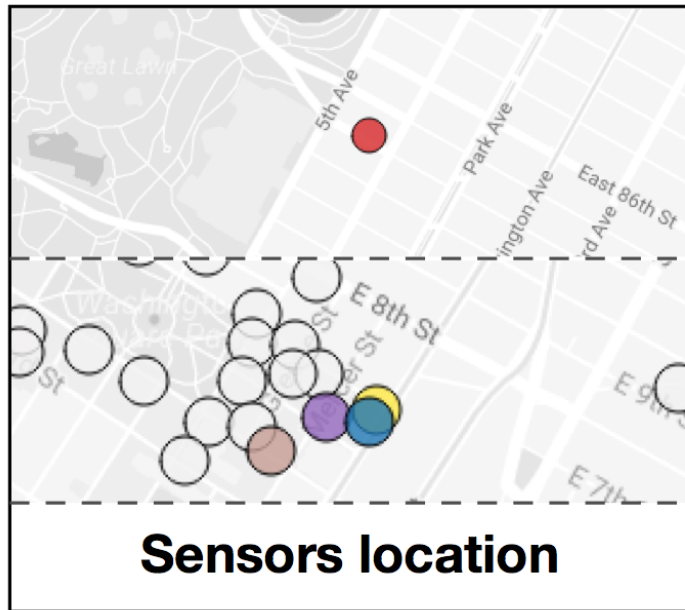 Great Lawn
5th Ave
Park Ave
East 86th St
ington Ave
rd Ave
Washington
E 8th St
Mercer St
St
E 9th
E 7th
Sensors location